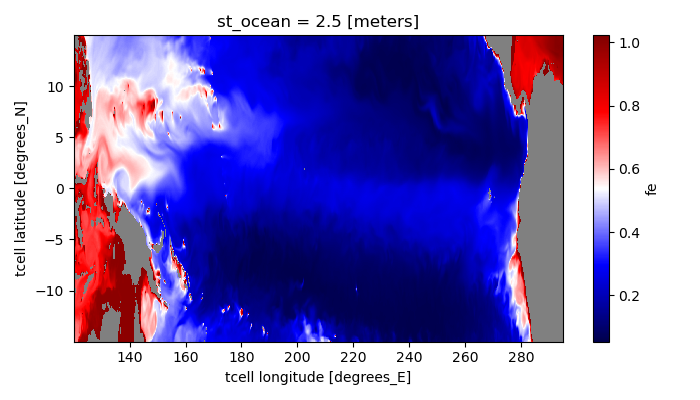 st_ocean = 2.5 [meters]
10
5
0
−5
−10
tcell latitude [degrees_N]
140 160 180 200 220 240 260 280
tcell longitude [degrees_E]
1.0
0.8
0.6
0.4
0.2
fe